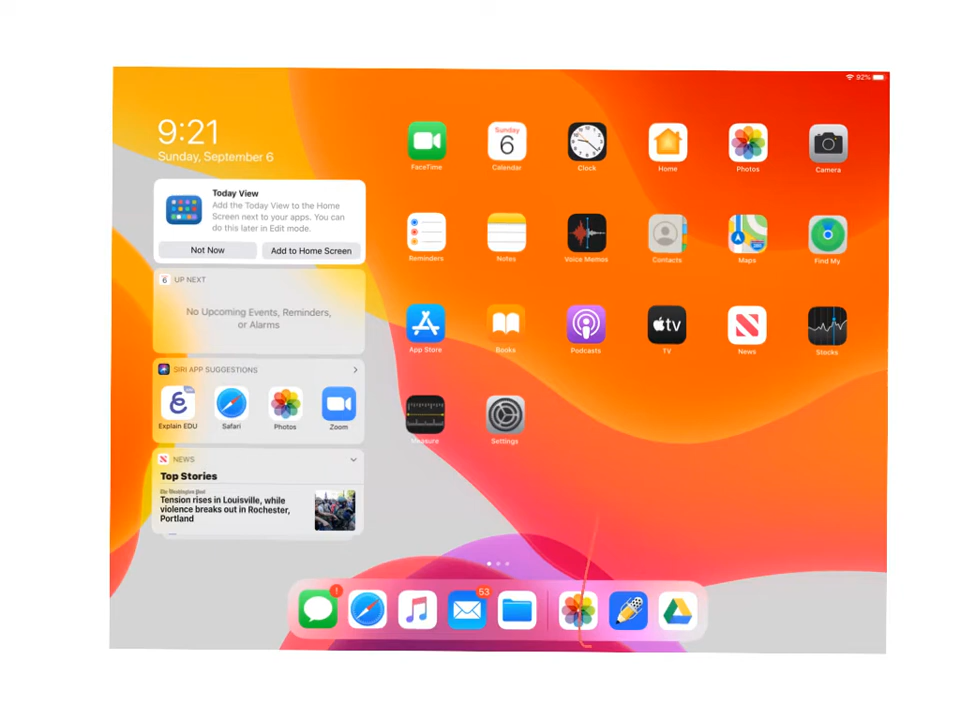 92%
9:21
Sunday, September 6
Today View
Add the Today View to the Home
Screen next to your apps. You can
do this later in Edit mode.
Not Now
Add to Home Screen
6 UP NEXT
No Upcoming Events, Reminders,
or Alarms
SIRI APP SUGGESTIONS
Explain EDU
Safari
Photos
Zoom
NEWS
Top Stories
The Washington Post
Tension rises in Louisville, while
violence breaks out in Rochester,
Portland
Sunday
6
FaceTime
Calendar
Clock
Home
Photos
Camera
Reminders
Notes
Voice Memos
Contacts
Maps
Find My
tv
App Store
Books
Podcasts
TV
News
Stocks
Measure
Settings
1
53